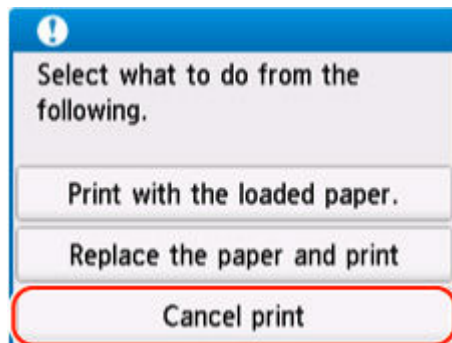 Select what to do from the
following.
Print with the loaded paper.
Replace the paper and print
Cancel print